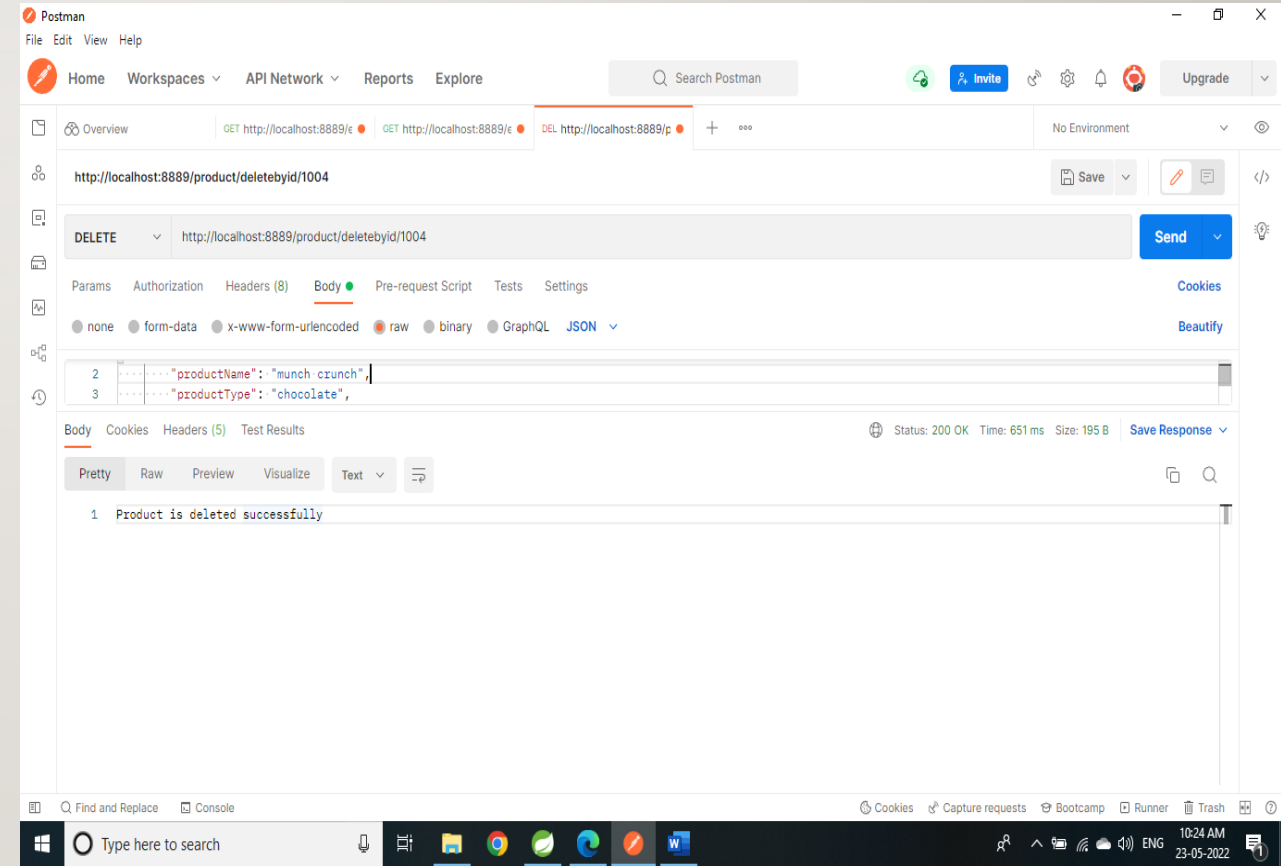 Postman
File Edit View Help
Home Workspaces API Network Reports Explore Search Postman Invite Upgrade
Overview GET http://localhost:8889/e GET http://localhost:8889/e DEL http://localhost:8889/p No Environment
http://localhost:8889/product/deletebyid/1004 Save
DELETE http://localhost:8889/product/deletebyid/1004 Send
Params Authorization Headers (8) Body Pre-request Script Tests Settings Cookies
none form-data x-www-form-urlencoded raw binary GraphQL JSON Beautify
2 "productName": "munch crunch",
3 "productType": "chocolate",
Body Cookies Headers (5) Test Results Status: 200 OK Time: 651 ms Size: 195 B Save Response
Pretty Raw Preview Visualize Text
1 Product is deleted successfully
Find and Replace Console Cookies Capture requests Bootcamp Runner Trash
Type here to search W ENG 10:24 AM
23-05-2022 1